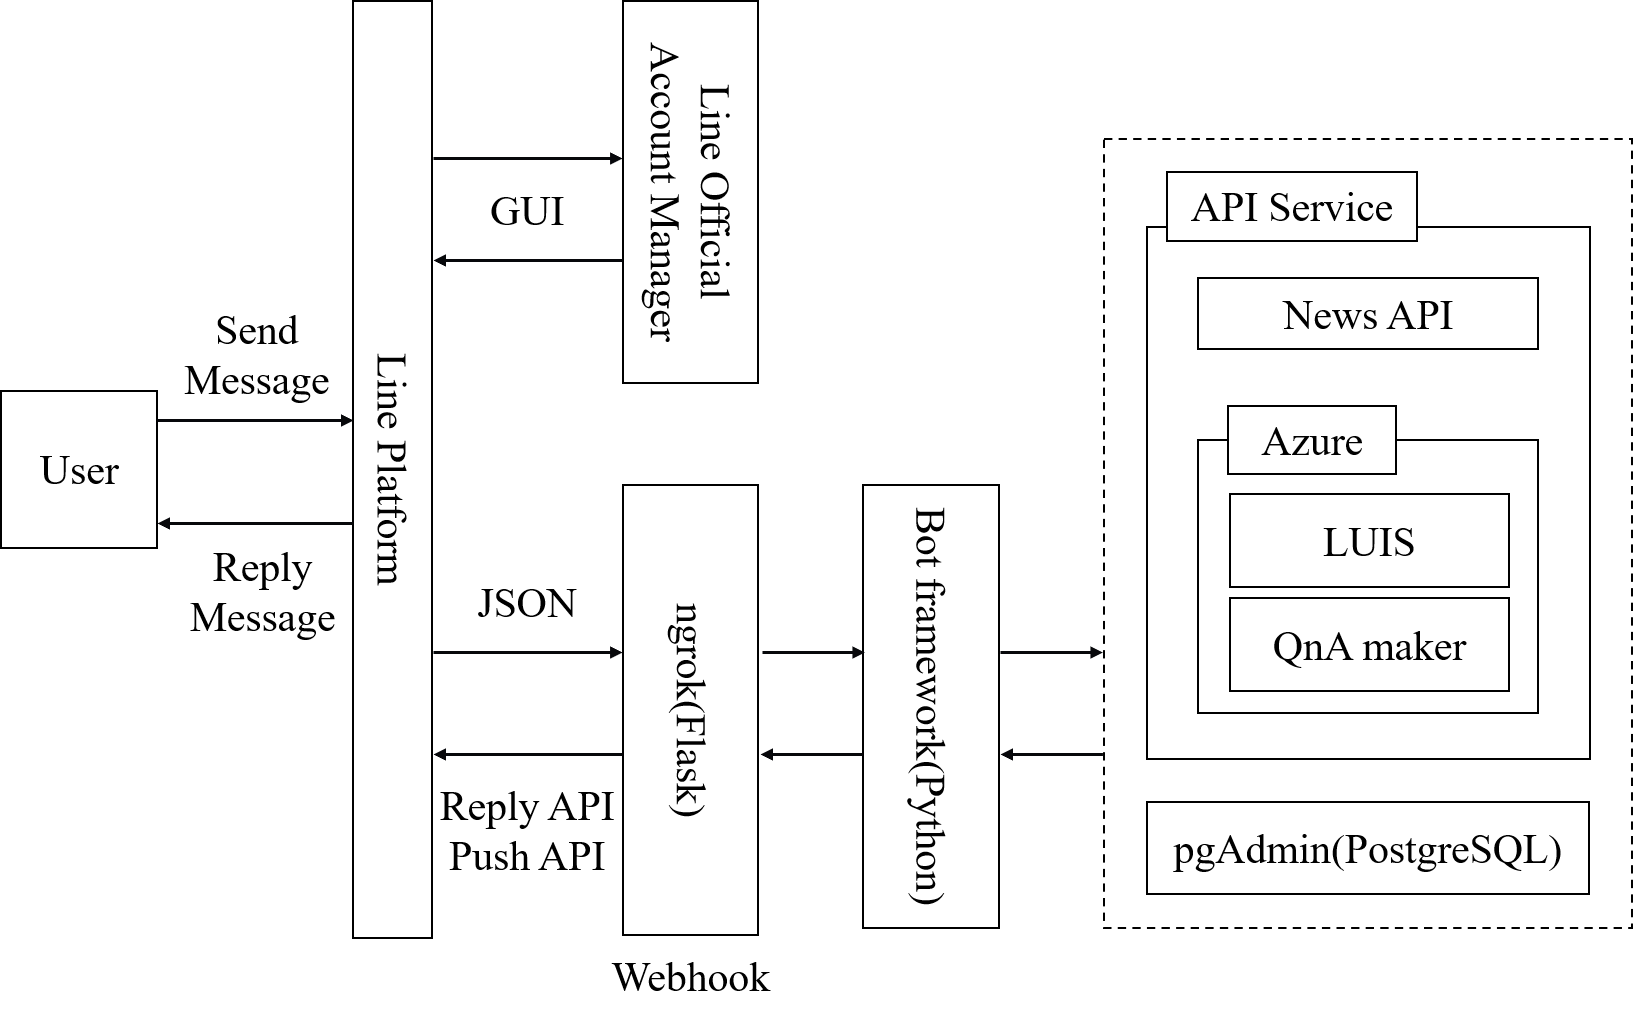 User
Send
Message
Reply
Message
Line Platform
GUI
Line Official
Account Manager
JSON
Reply API
Push API
ngrok(Flask)
Webhook
Bot framework(Python)
API Service
News API
Azure
LUIS
QnA maker
pgAdmin(PostgreSQL)